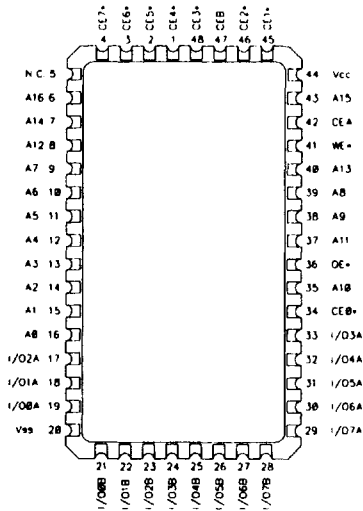 CE7* CE6* CE5* CE4* CE3* CEB CE2* CE1*
4 3 2 1 48 47 46 45
N.C. 5
A16 6
A14 7
A12 8
A7 9
A6 10
A5 11
A4 12
A3 13
A2 14
A1 15
A0 16
I/O2A 17
I/O1A 18
I/O0A 19
Vss 20
44 Vcc
43 A15
42 CEA
41 WE*
40 A13
39 A8
38 A9
37 A11
36 OE*
35 A10
34 CE0*
33 I/O3A
32 I/O4A
31 I/O5A
30 I/O6A
29 I/O7A
21 22 23 24 25 26 27 28
I/O0B I/O1B I/O2B I/O3B I/O4B I/O5B I/O6B I/O7B